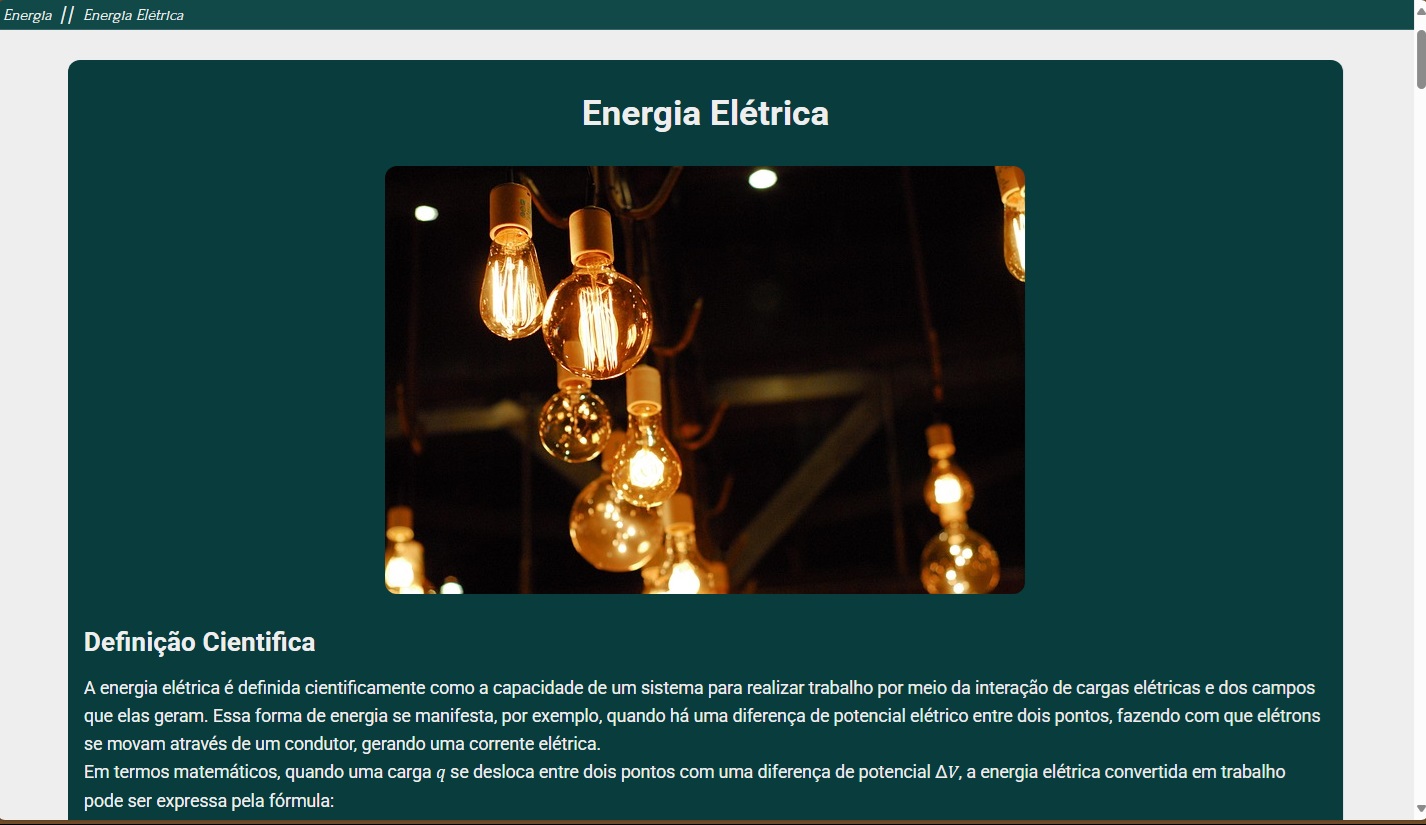 Energia // Energia Elétrica
Energia Elétrica
Definição Cientifica
A energia elétrica é definida cientificamente como a capacidade de um sistema para realizar trabalho por meio da interação de cargas elétricas e dos campos
que elas geram. Essa forma de energia se manifesta, por exemplo, quando há uma diferença de potencial elétrico entre dois pontos, fazendo com que elétrons
se movam através de um condutor, gerando uma corrente elétrica.
Em termos matemáticos, quando uma carga q se desloca entre dois pontos com uma diferença de potencial ΔV, a energia elétrica convertida em trabalho
pode ser expressa pela fórmula: